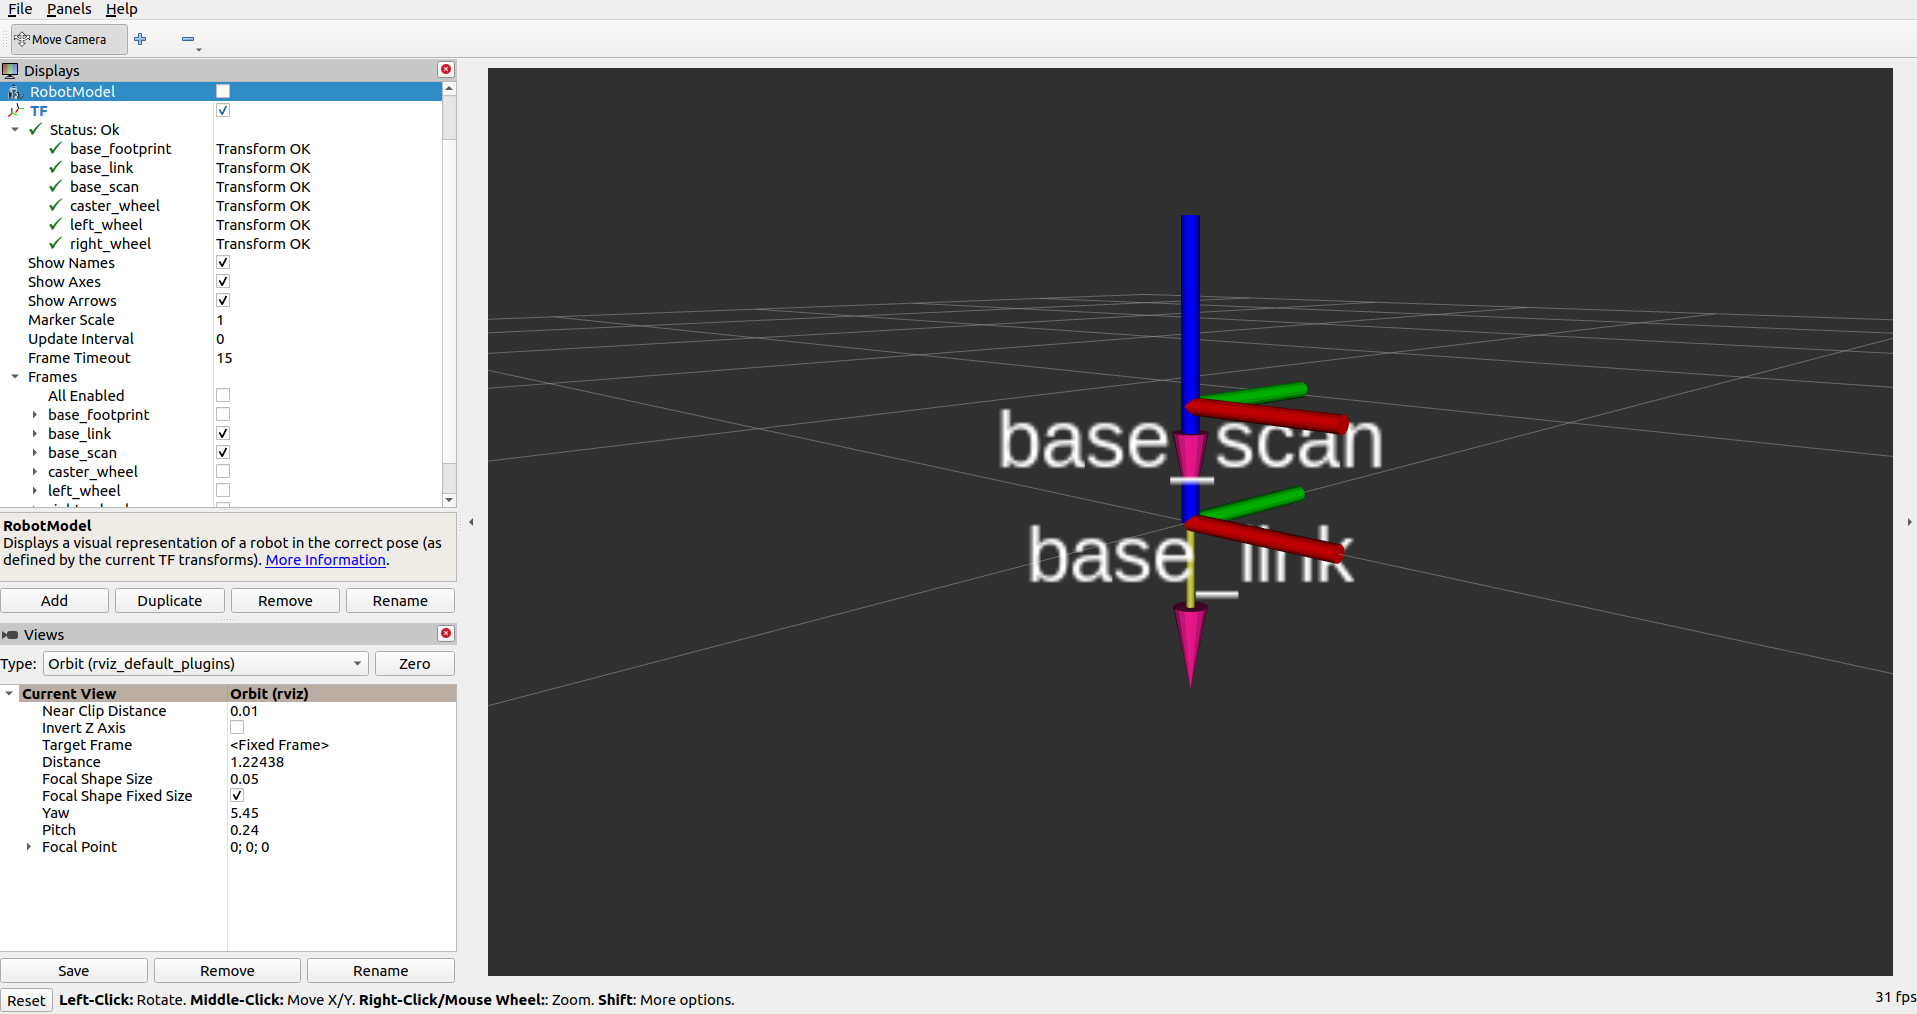 File Panels Help
Move Camera
Displays
RobotModel
TF
Status: Ok
base_footprint Transform OK
base_link Transform OK
base_scan Transform OK
caster_wheel Transform OK
left_wheel Transform OK
right_wheel Transform OK
Show Names
Show Axes
Show Arrows
Marker Scale 1
Update Interval 0
Frame Timeout 15
Frames
All Enabled
base_footprint
base_link
base_scan
caster_wheel
left_wheel
RobotModel
Displays a visual representation of a robot in the correct pose (as
defined by the current TF transforms). More Information.
Add Duplicate Remove Rename
Views
Type: Orbit (rviz_default_plugins) Zero
Current View Orbit (rviz)
Near Clip Distance 0.01
Invert Z Axis
Target Frame <Fixed Frame>
Distance 1.22438
Focal Shape Size 0.05
Focal Shape Fixed Size
Yaw 5.45
Pitch 0.24
Focal Point 0; 0; 0
Save Remove Rename
base_scan
base_link
Reset Left-Click: Rotate. Middle-Click: Move X/Y. Right-Click/Mouse Wheel:: Zoom. Shift: More options. 31 fps